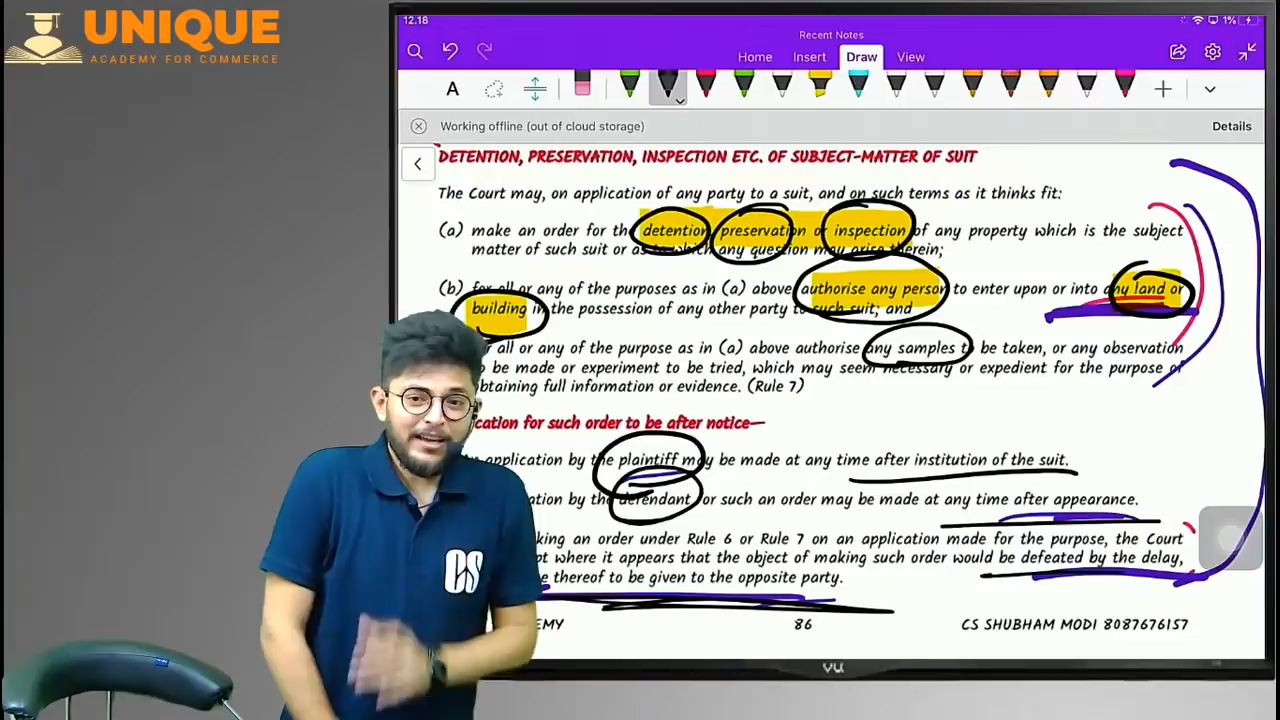 UNIQUE
ACADEMY FOR COMMERCE
12.18
1%
Recent Notes
Home Insert Draw View
A
Working offline (out of cloud storage) Details
DETENTION, PRESERVATION, INSPECTION ETC. OF SUBJECT-MATTER OF SUIT
The Court may, on application of any party to a suit, and on such terms as it thinks fit:
(a) make an order for the detention, preservation or inspection of any property which is the subject
matter of such suit or as to which any question may arise therein;
(b) for all or any of the purposes as in (a) above authorise any person to enter upon or into any land or
building in the possession of any other party to such suit; and
all or any of the purpose as in (a) above authorise any samples to be taken, or any observation
be made or experiment to be tried, which may seem necessary or expedient for the purpose of
obtaining full information or evidence. (Rule 7)
cation for such order to be after notice—
application by the plaintiff may be made at any time after institution of the suit.
ation by the defendant for such an order may be made at any time after appearance.
king an order under Rule 6 or Rule 7 on an application made for the purpose, the Court
pt where it appears that the object of making such order would be defeated by the delay,
thereof to be given to the opposite party.
EMY 86 CS SHUBHAM MODI 8087676157
CS
VU